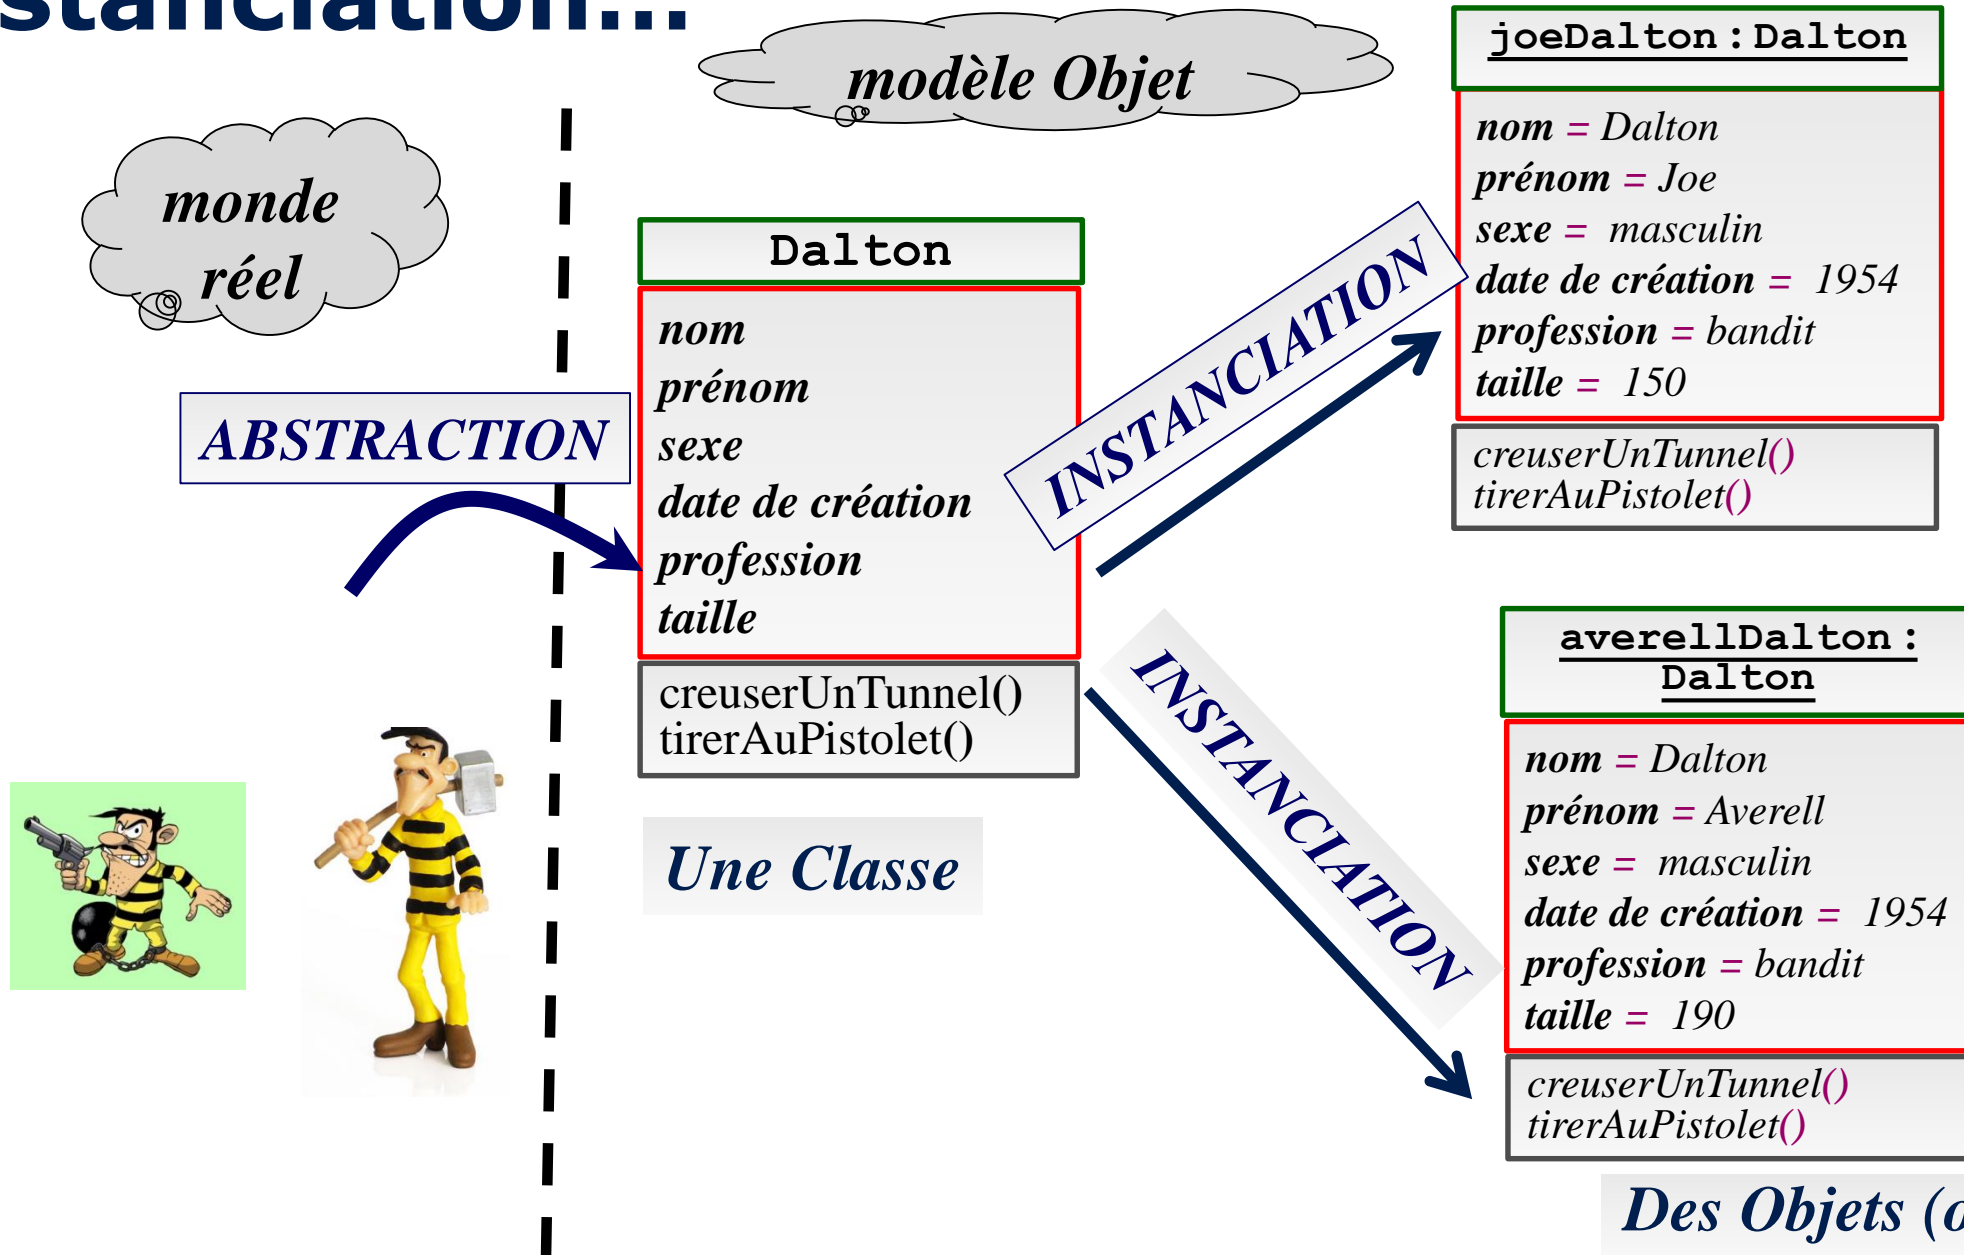 stanciation...
modèle Objet
monde
réel
ABSTRACTION
Dalton
nom
prénom
sexe
date de création
profession
taille
creuserUnTunnel()
tirerAuPistolet()
Une Classe
INSTANCIATION
joeDalton : Dalton
nom = Dalton
prénom = Joe
sexe = masculin
date de création = 1954
profession = bandit
taille = 150
creuserUnTunnel()
tirerAuPistolet()
INSTANCIATION
averellDalton :
Dalton
nom = Dalton
prénom = Averell
sexe = masculin
date de création = 1954
profession = bandit
taille = 190
creuserUnTunnel()
tirerAuPistolet()
Des Objets (o